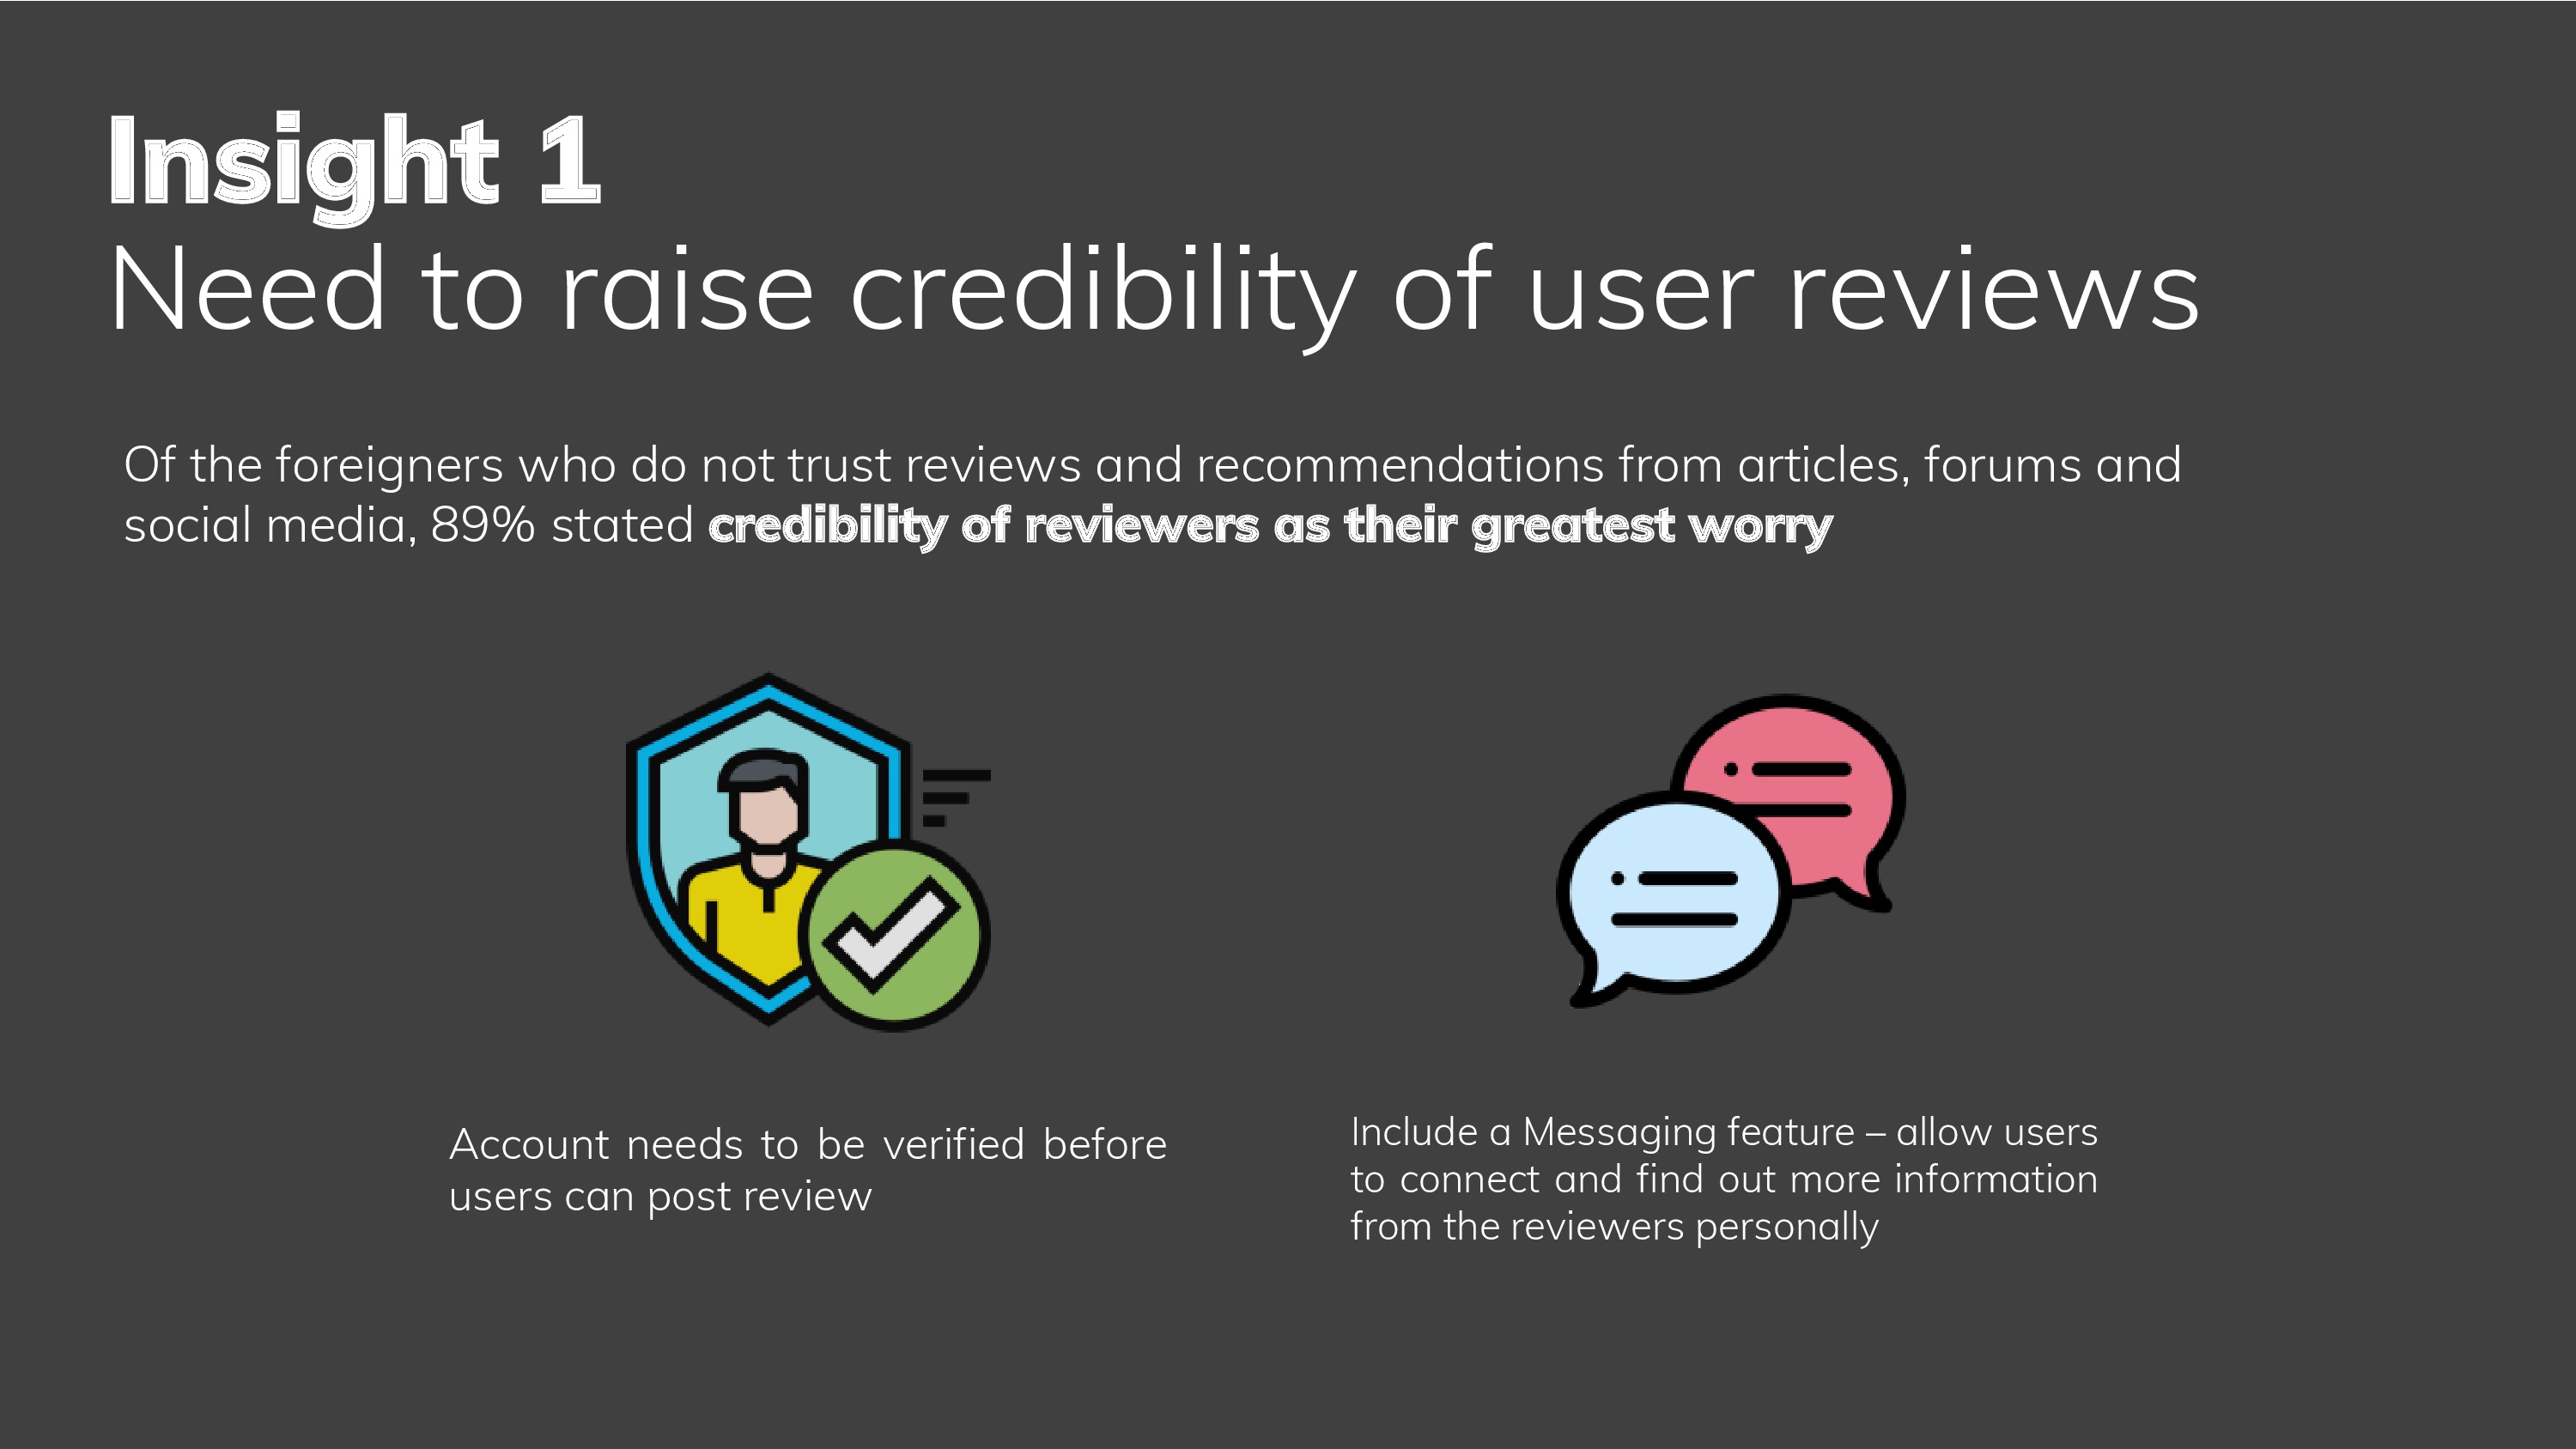 Insight 1
Need to raise credibility of user reviews
Of the foreigners who do not trust reviews and recommendations from articles, forums and
social media, 89% stated credibility of reviewers as their greatest worry
Account needs to be verified before
users can post review
Include a Messaging feature – allow users
to connect and find out more information
from the reviewers personally